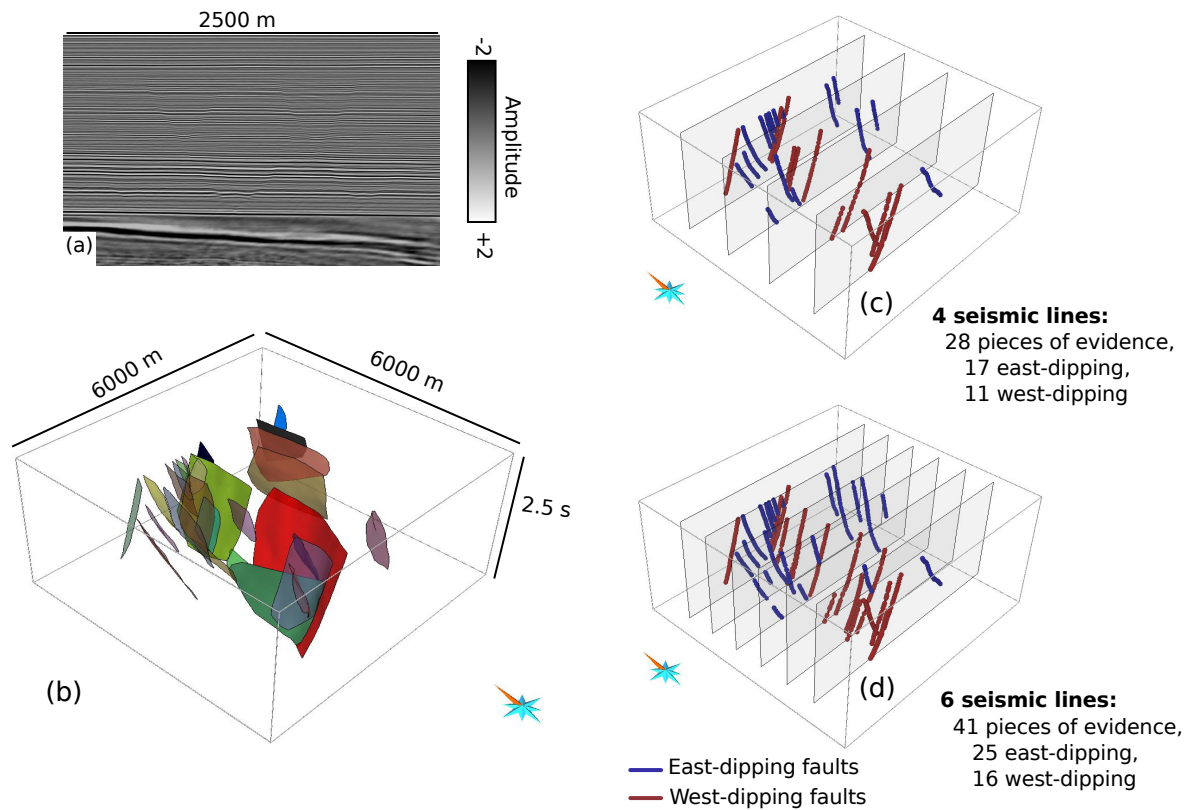 2500 m
-2
Amplitude
+2
(a)
6000 m
6000 m
2.5 s
(b)
(c)
4 seismic lines:
28 pieces of evidence,
17 east-dipping,
11 west-dipping
(d)
6 seismic lines:
41 pieces of evidence,
25 east-dipping,
16 west-dipping
East-dipping faults
West-dipping faults